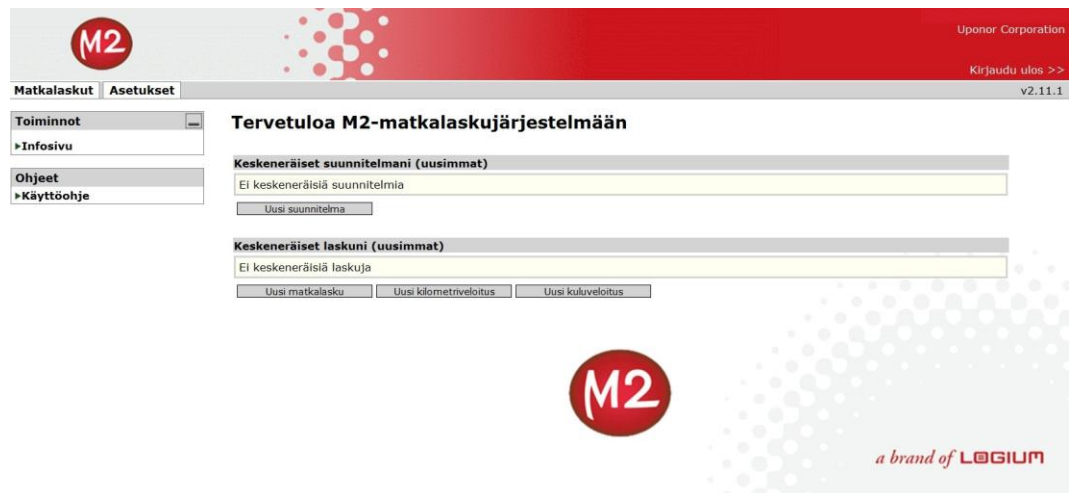 M2
Uponor Corporation
Kirjaudu ulos >>
Matkalaskut Asetukset
v2.11.1
Toiminnot
Infosivu
Ohjeet
Käyttöohje
Tervetuloa M2-matkalaskujärjestelmään
Keskeneräiset suunnitelmani (uusimmat)
Ei keskeneräisiä suunnitelmia
Uusi suunnitelma
Keskeneräiset laskuni (uusimmat)
Ei keskeneräisiä laskuja
Uusi matkalasku Uusi kilometriveloitus Uusi kuluveloitus
M2
a brand of LOGIUM